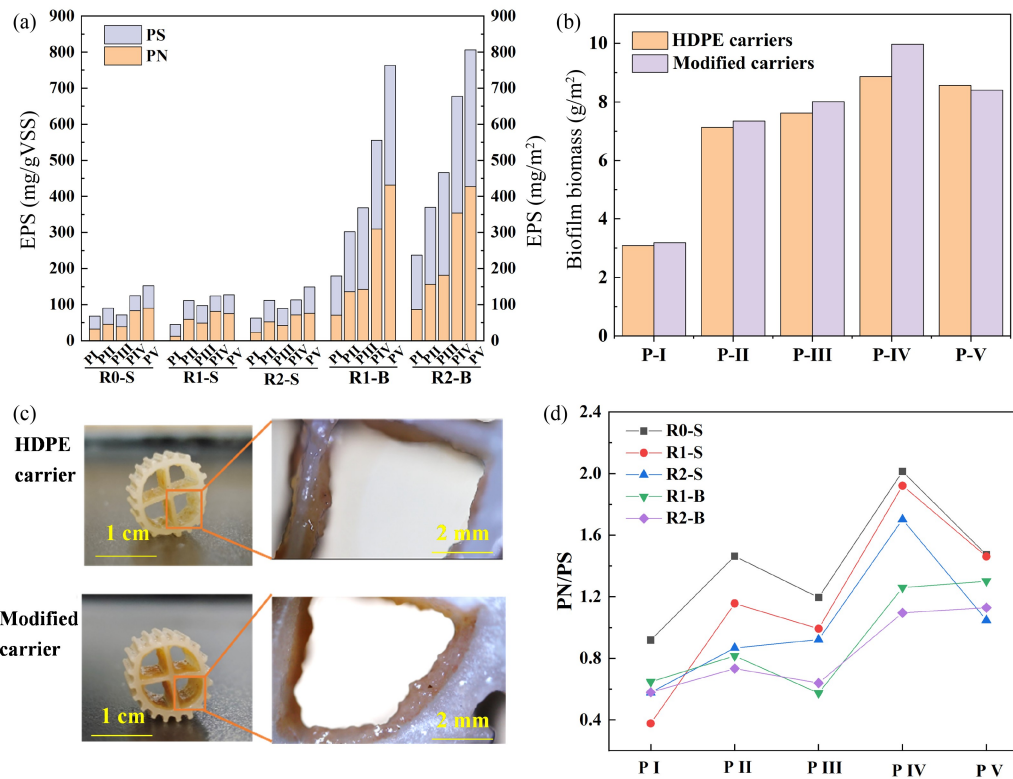 (a)
900
800
700
600
500
400
300
200
100
0
EPS (mg/gVSS)
PS
PN
900
800
700
600
500
400
300
200
100
0
EPS (mg/m²)
PI PII PIII PIV PV PI PII PIII PIV PV PI PII PIII PIV PV PI PII PIII PIV PV PI PII PIII PIV PV
R0-S R1-S R2-S R1-B R2-B
(b)
10
8
6
4
2
0
Biofilm biomass (g/m²)
HDPE carriers
Modified carriers
P-I P-II P-III P-IV P-V
(c)
HDPE
carrier
1 cm
2 mm
Modified
carrier
1 cm
2 mm
(d)
2.4
2.0
1.6
1.2
0.8
0.4
PN/PS
R0-S
R1-S
R2-S
R1-B
R2-B
P I P II P III P IV P V